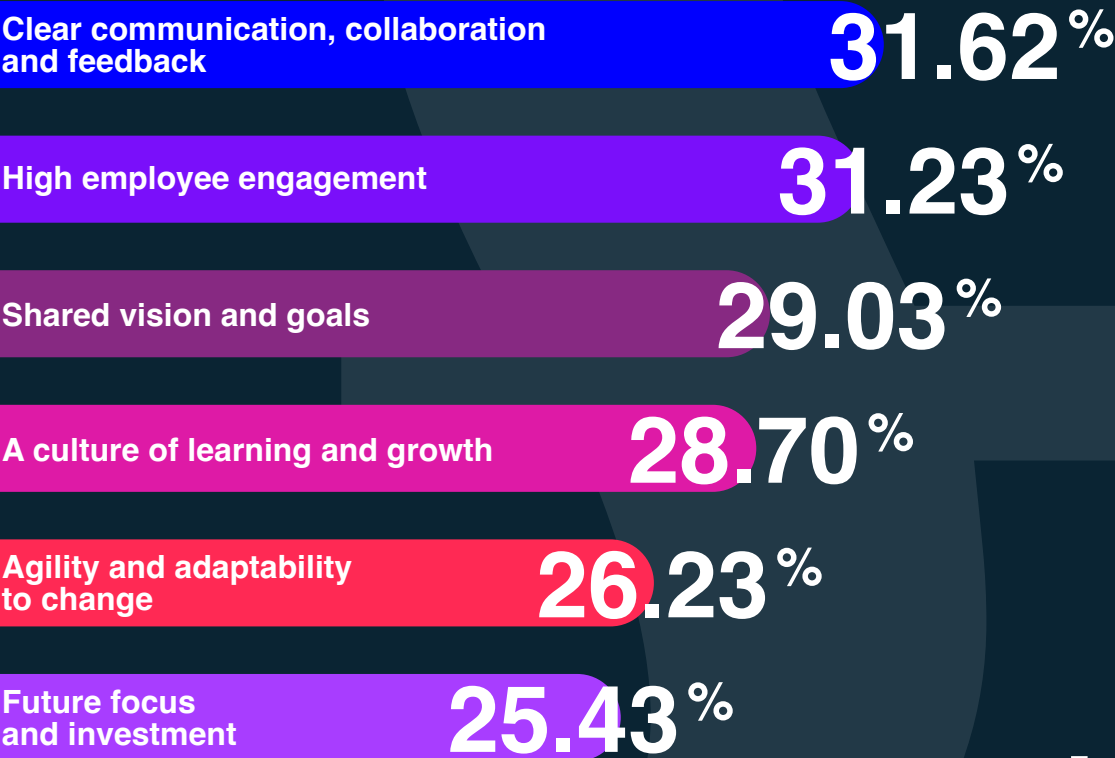 Clear communication, collaboration
and feedback
31.62%
High employee engagement
31.23%
Shared vision and goals
29.03%
A culture of learning and growth
28.70%
Agility and adaptability
to change
26.23%
Future focus
and investment
25.43%